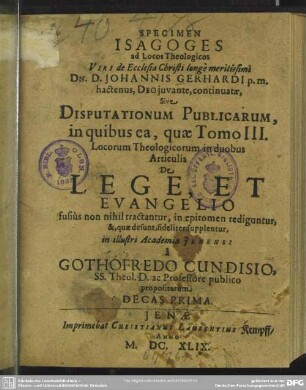 SPECIMEN
ISAGOGES
ad Locos Theologicos
VIRI de Ecclesia Christi longè meritissimi
DN. D. JOHANNIS GERHARDI p. m.
hactenus, DEO juvante, continuatæ,
Sive
DISPUTATIONUM PUBLICARUM,
in quibus ea, quæ Tomo III.
Locorum Theologicorum in duobus
Articulis
De
LEGE, ET
EVANGELIO
fusiùs non nihil tractantur, in epitomen rediguntur,
&, quæ desunt, fideliter supplentur,
in illustri Academia JENENSI
à
GOTHOFREDO CUNDISIO,
SS. Theol. D. ac Professore publico
propositarum
DECAS PRIMA.
JENÆ
Imprimebat CHRISTIANUS LAURENTIUS Kempff,
ANNO
M. DC. XLIX.